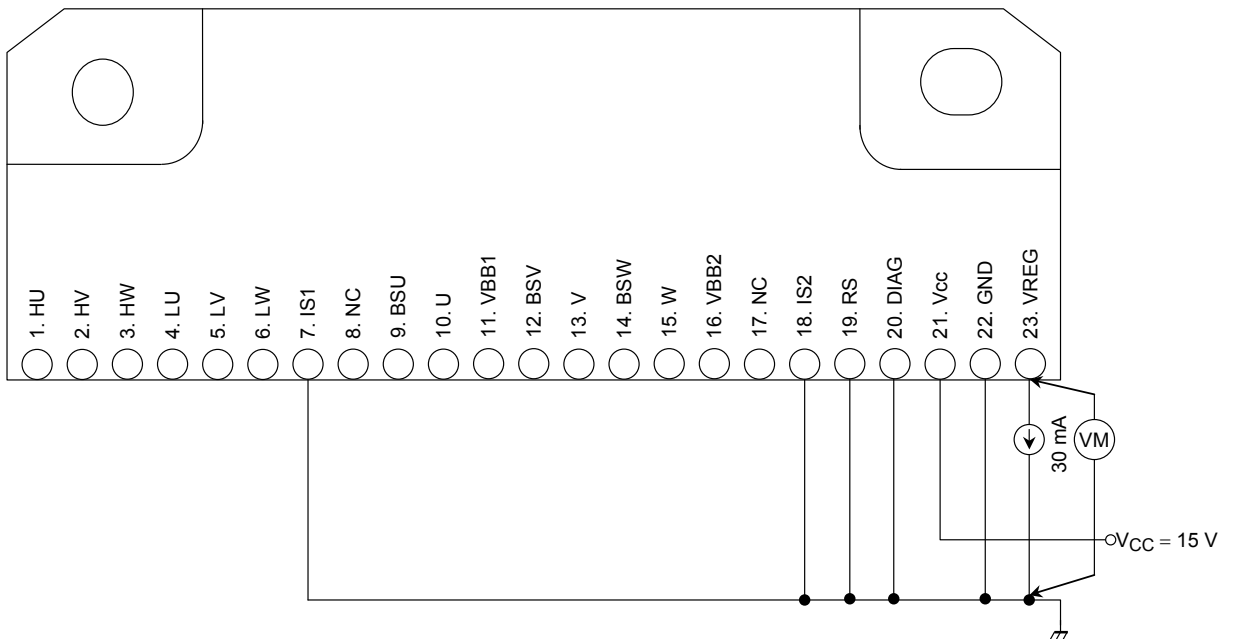 1. HU
2. HV
3. HW
4. LU
5. LV
6. LW
7. IS1
8. NC
9. BSU
10. U
11. VBB1
12. BSV
13. V
14. BSW
15. W
16. VBB2
17. NC
18. IS2
19. RS
20. DIAG
21. Vcc
22. GND
23. VREG
30 mA
VM
VCC = 15 V